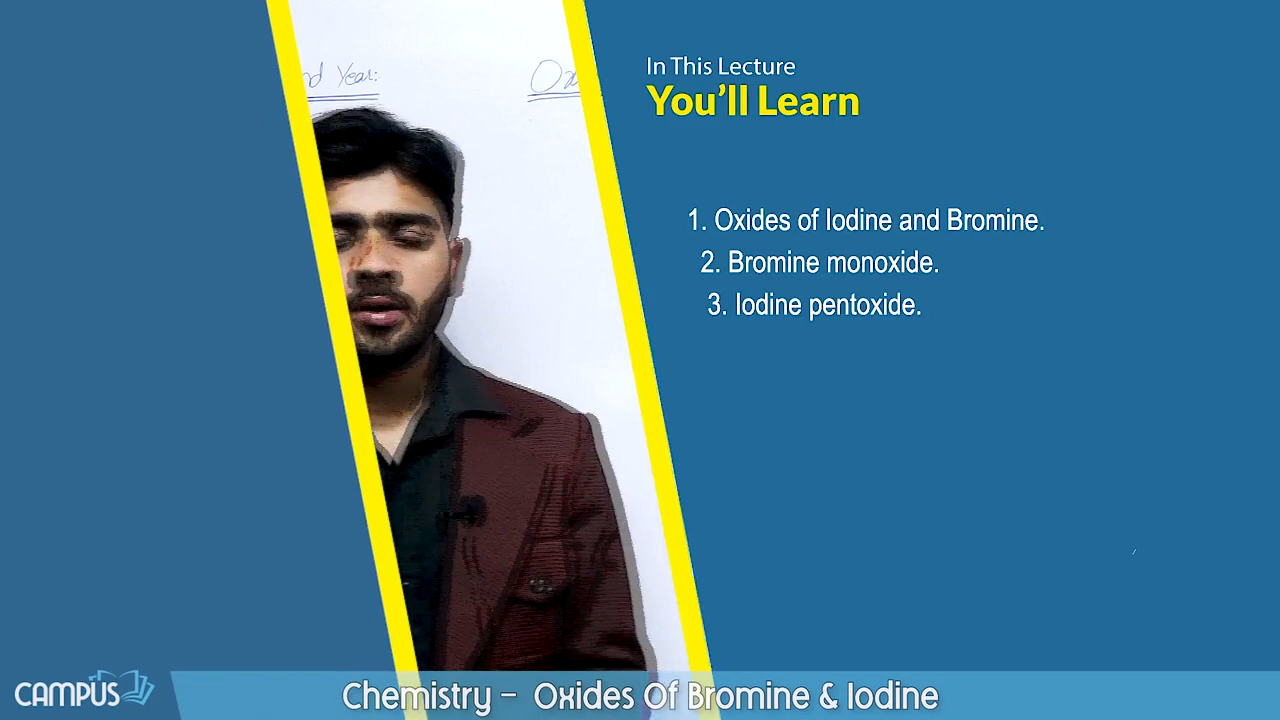 Year:
In This Lecture
You'll Learn
1. Oxides of Iodine and Bromine.
2. Bromine monoxide.
3. Iodine pentoxide.
CAMPUS
Chemistry - Oxides Of Bromine & Iodine